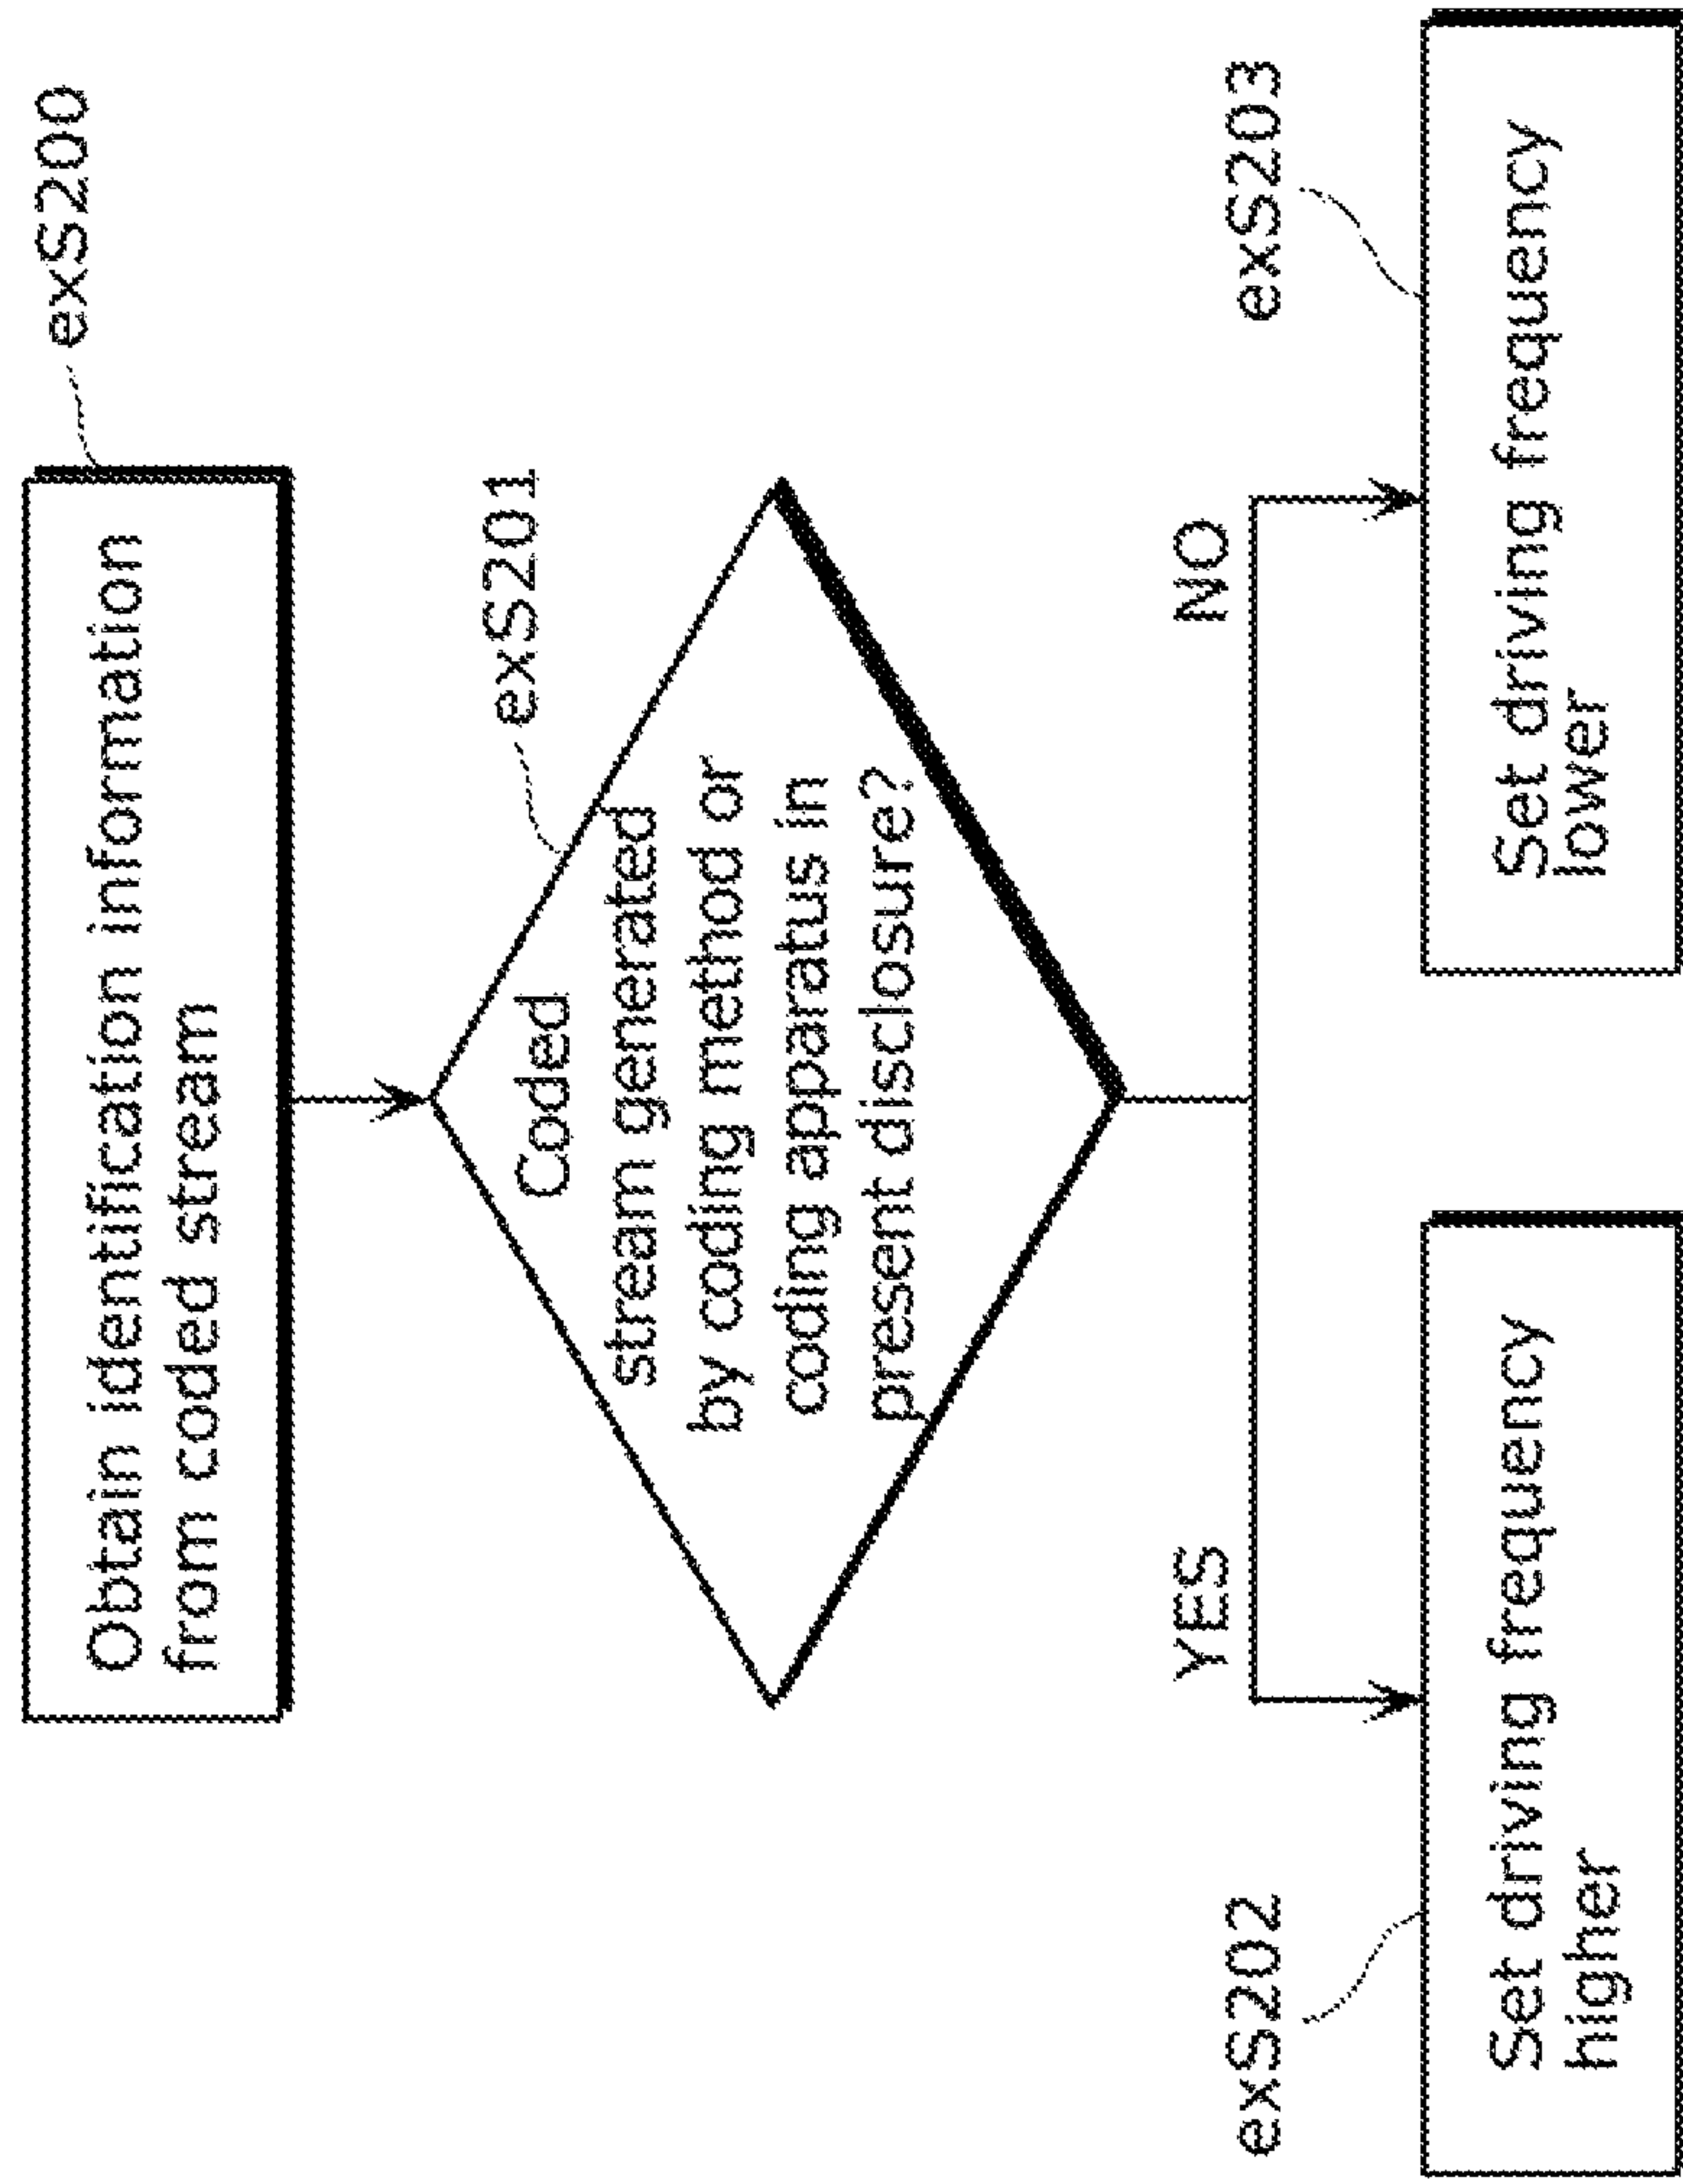 exS200
Obtain identification information
from coded stream
exS201
Coded
stream generated
by coding method or
coding apparatus in
present disclosure?
YES
NO
exS202
exS203
Set driving frequency
higher
Set driving frequency
lower